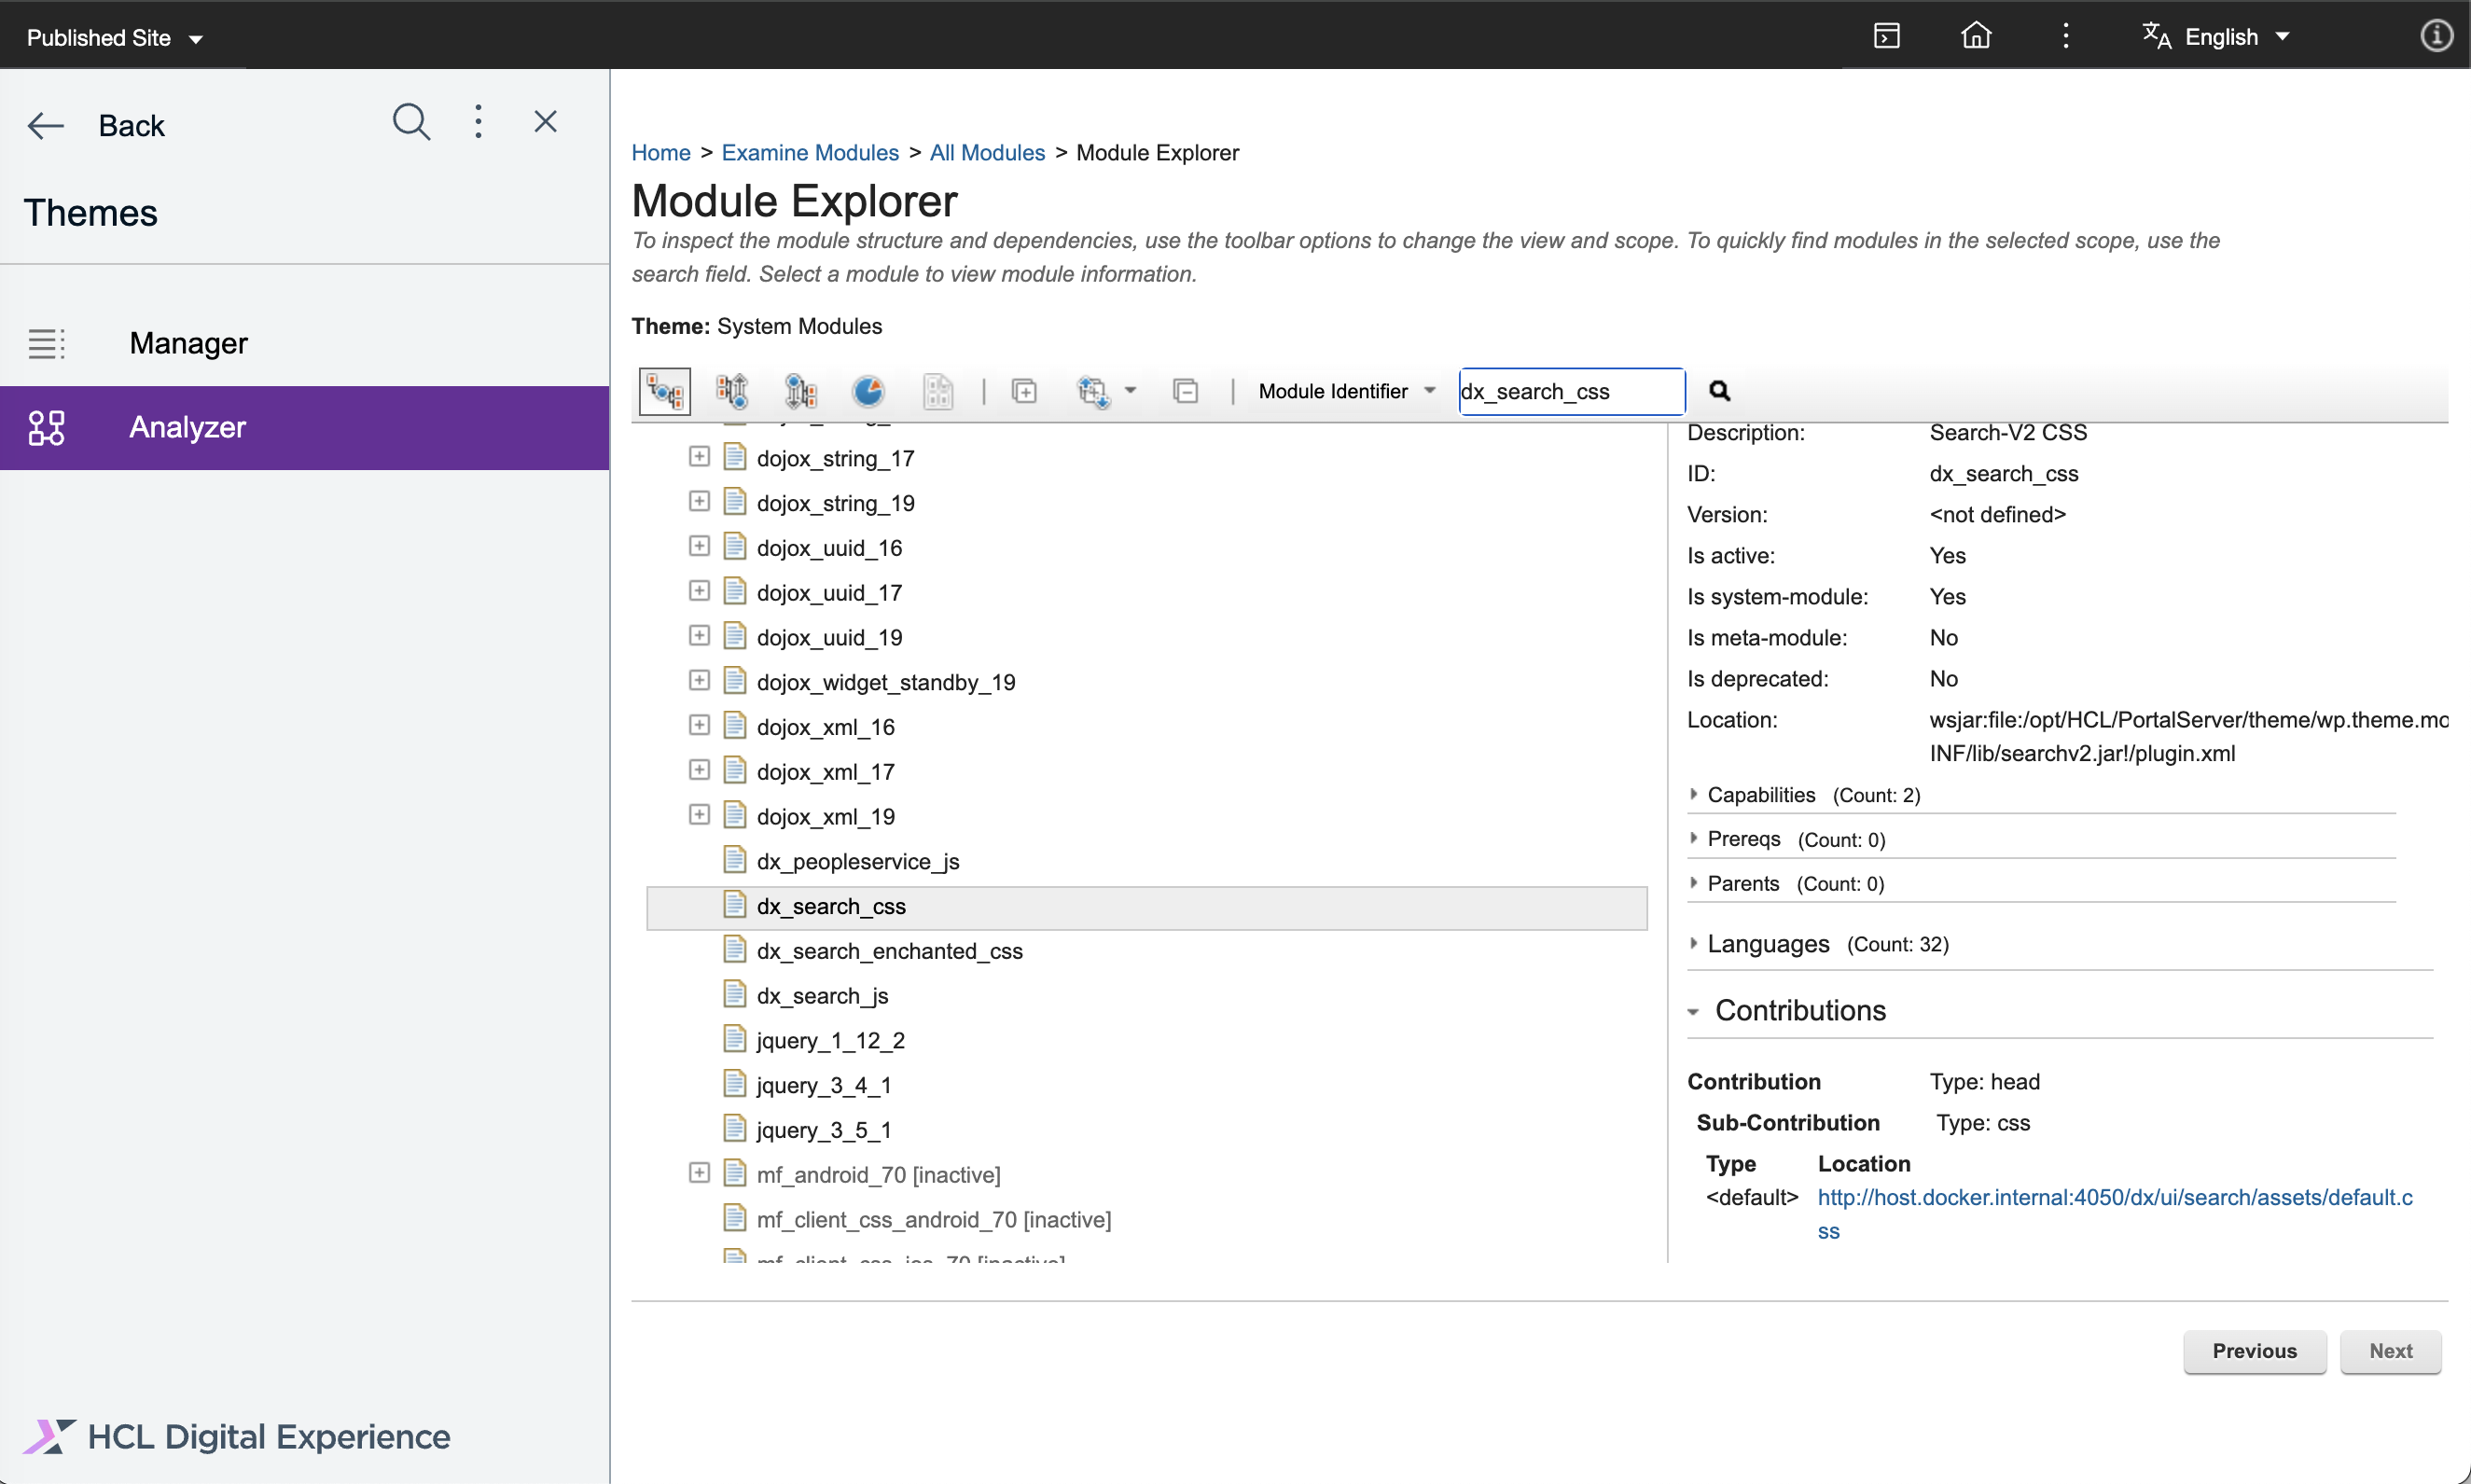 Published Site
English
Back
Themes
Manager
Analyzer
HCL Digital Experience
Home > Examine Modules > All Modules > Module Explorer
Module Explorer
To inspect the module structure and dependencies, use the toolbar options to change the view and scope. To quickly find modules in the selected scope, use the
search field. Select a module to view module information.
Theme: System Modules
Module Identifier
dx_search_css
dojox_string_17
dojox_string_19
dojox_uuid_16
dojox_uuid_17
dojox_uuid_19
dojox_widget_standby_19
dojox_xml_16
dojox_xml_17
dojox_xml_19
dx_peopleservice_js
dx_search_css
dx_search_enchanted_css
dx_search_js
jquery_1_12_2
jquery_3_4_1
jquery_3_5_1
mf_android_70 [inactive]
mf_client_css_android_70 [inactive]
mf_client_css_ios_70 [inactive]
Description: Search-V2 CSS
ID: dx_search_css
Version: <not defined>
Is active: Yes
Is system-module: Yes
Is meta-module: No
Is deprecated: No
Location: wsjar:file:/opt/HCL/PortalServer/theme/wp.theme.mo
INF/lib/searchv2.jar!/plugin.xml
Capabilities (Count: 2)
Prereqs (Count: 0)
Parents (Count: 0)
Languages (Count: 32)
Contributions
Contribution Type: head
Sub-Contribution Type: css
Type Location
<default> http://host.docker.internal:4050/dx/ui/search/assets/default.c
ss
Previous
Next